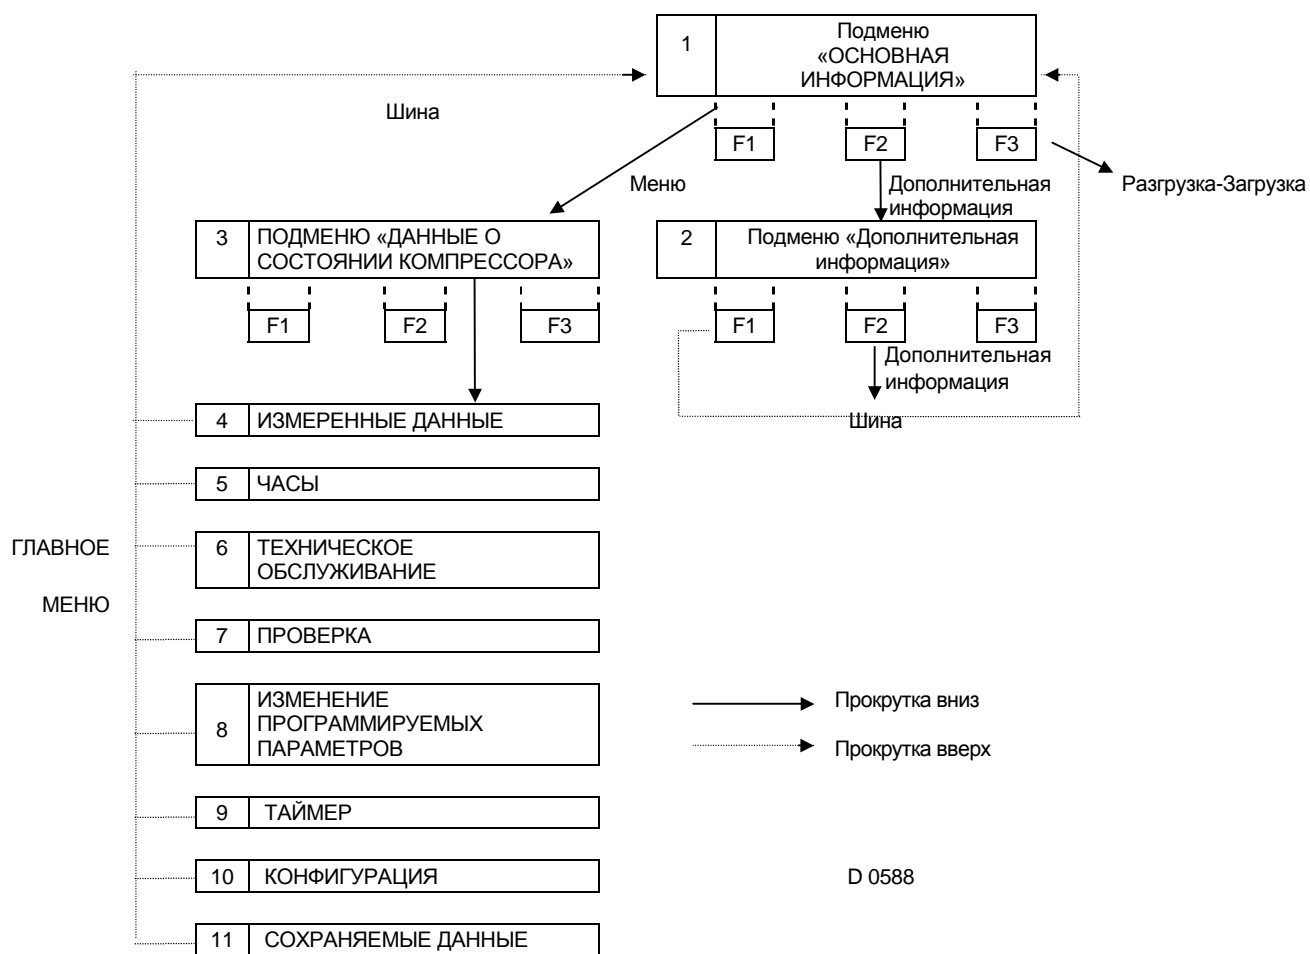 1
Подменю
«ОСНОВНАЯ
ИНФОРМАЦИЯ»
Шина
F1
F2
F3
Меню
Дополнительная
информация
Разгрузка-Загрузка
3
ПОДМЕНЮ «ДАННЫЕ О
СОСТОЯНИИ КОМПРЕССОРА»
2
Подменю «Дополнительная
информация»
F1
F2
F3
F1
F2
F3
Дополнительная
информация
Шина
4
ИЗМЕРЕННЫЕ ДАННЫЕ
5
ЧАСЫ
ГЛАВНОЕ
МЕНЮ
6
ТЕХНИЧЕСКОЕ
ОБСЛУЖИВАНИЕ
7
ПРОВЕРКА
8
ИЗМЕНЕНИЕ
ПРОГРАММИРУЕМЫХ
ПАРАМЕТРОВ
Прокрутка вниз
Прокрутка вверх
9
ТАЙМЕР
10
КОНФИГУРАЦИЯ
D 0588
11
СОХРАНЯЕМЫЕ ДАННЫЕ